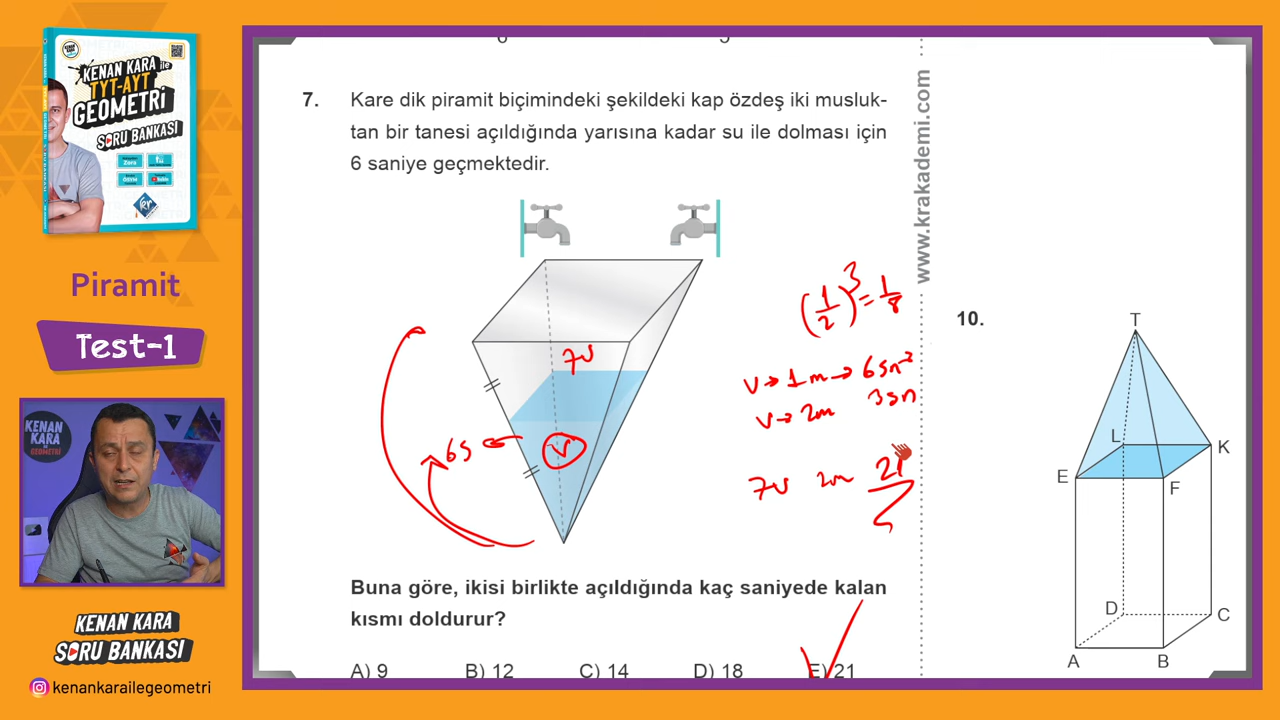 KENAN KARA ile
TYT-AYT
GEOMETRİ
SORU BANKASI
Piramit
Test-1
KENAN KARA
SORU BANKASI
kenankarailegeometri
7. Kare dik piramit biçimindeki şekildeki kap özdeş iki musluk-
tan bir tanesi açıldığında yarısına kadar su ile dolması için
6 saniye geçmektedir.
7v
v
6s
(1/2)³ = 1/8
v → 1m → 6sn
v → 2m 3sn
7v 2m 21
Buna göre, ikisi birlikte açıldığında kaç saniyede kalan
kısmı doldurur?
A) 9 B) 12 C) 14 D) 18 E) 21
www.krakademi.com
10.
T
L
K
E
F
D
C
A
B